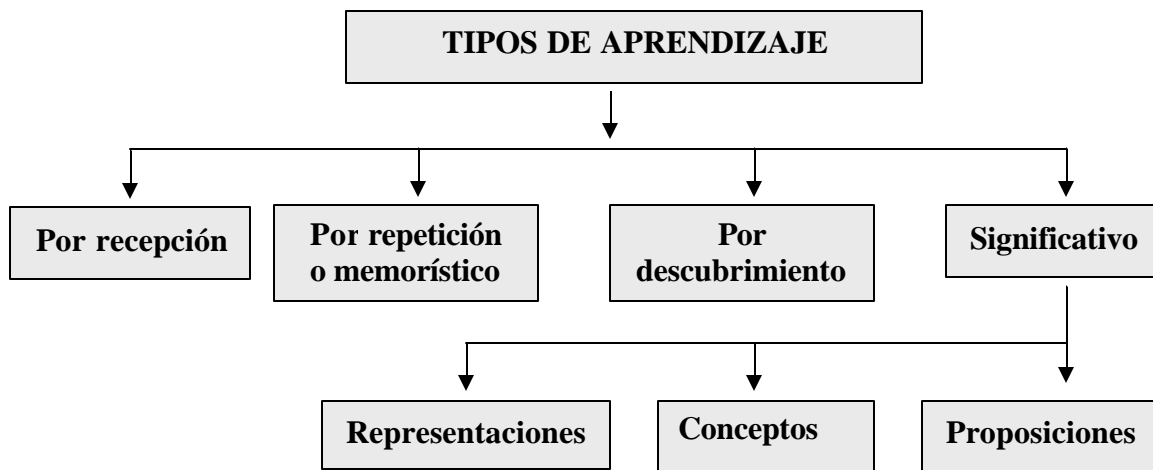 TIPOS DE APRENDIZAJE
Por recepción
Por repetición
o memorístico
Por
descubrimiento
Significativo
Representaciones
Conceptos
Proposiciones